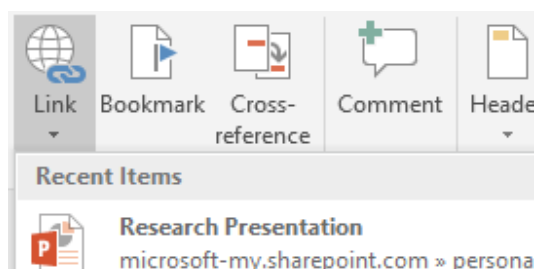 Link Bookmark Cross-
reference Comment Heade
Recent Items
Research Presentation
microsoft-my.sharepoint.com » persona